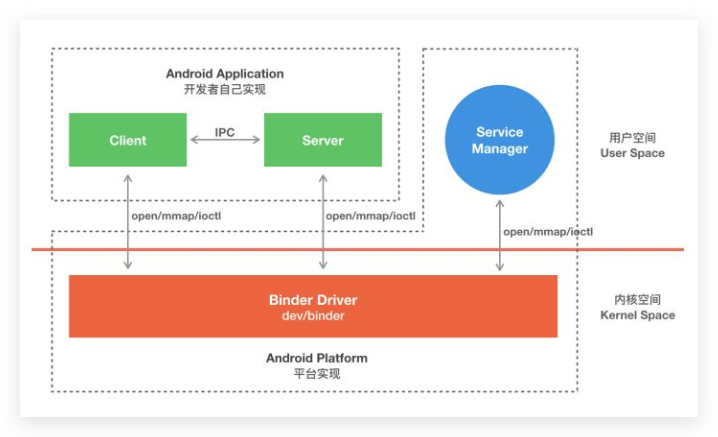 Android Application
开发者自己实现
Client
IPC
Server
Service
Manager
用户空间
User Space
open/mmap/ioctl
open/mmap/ioctl
open/mmap/ioctl
Binder Driver
dev/binder
内核空间
Kernel Space
Android Platform
平台实现